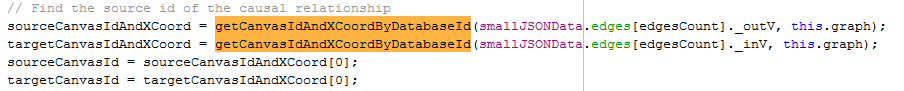 // Find the source id of the causal relationship
sourceCanvasIdAndXCoord = getCanvasIdAndXCoordByDatabaseId(smallJSONData.edges[edgesCount]._outV, this.graph);
targetCanvasIdAndXCoord = getCanvasIdAndXCoordByDatabaseId(smallJSONData.edges[edgesCount]._inV, this.graph);
sourceCanvasId = sourceCanvasIdAndXCoord[0];
targetCanvasId = targetCanvasIdAndXCoord[0];